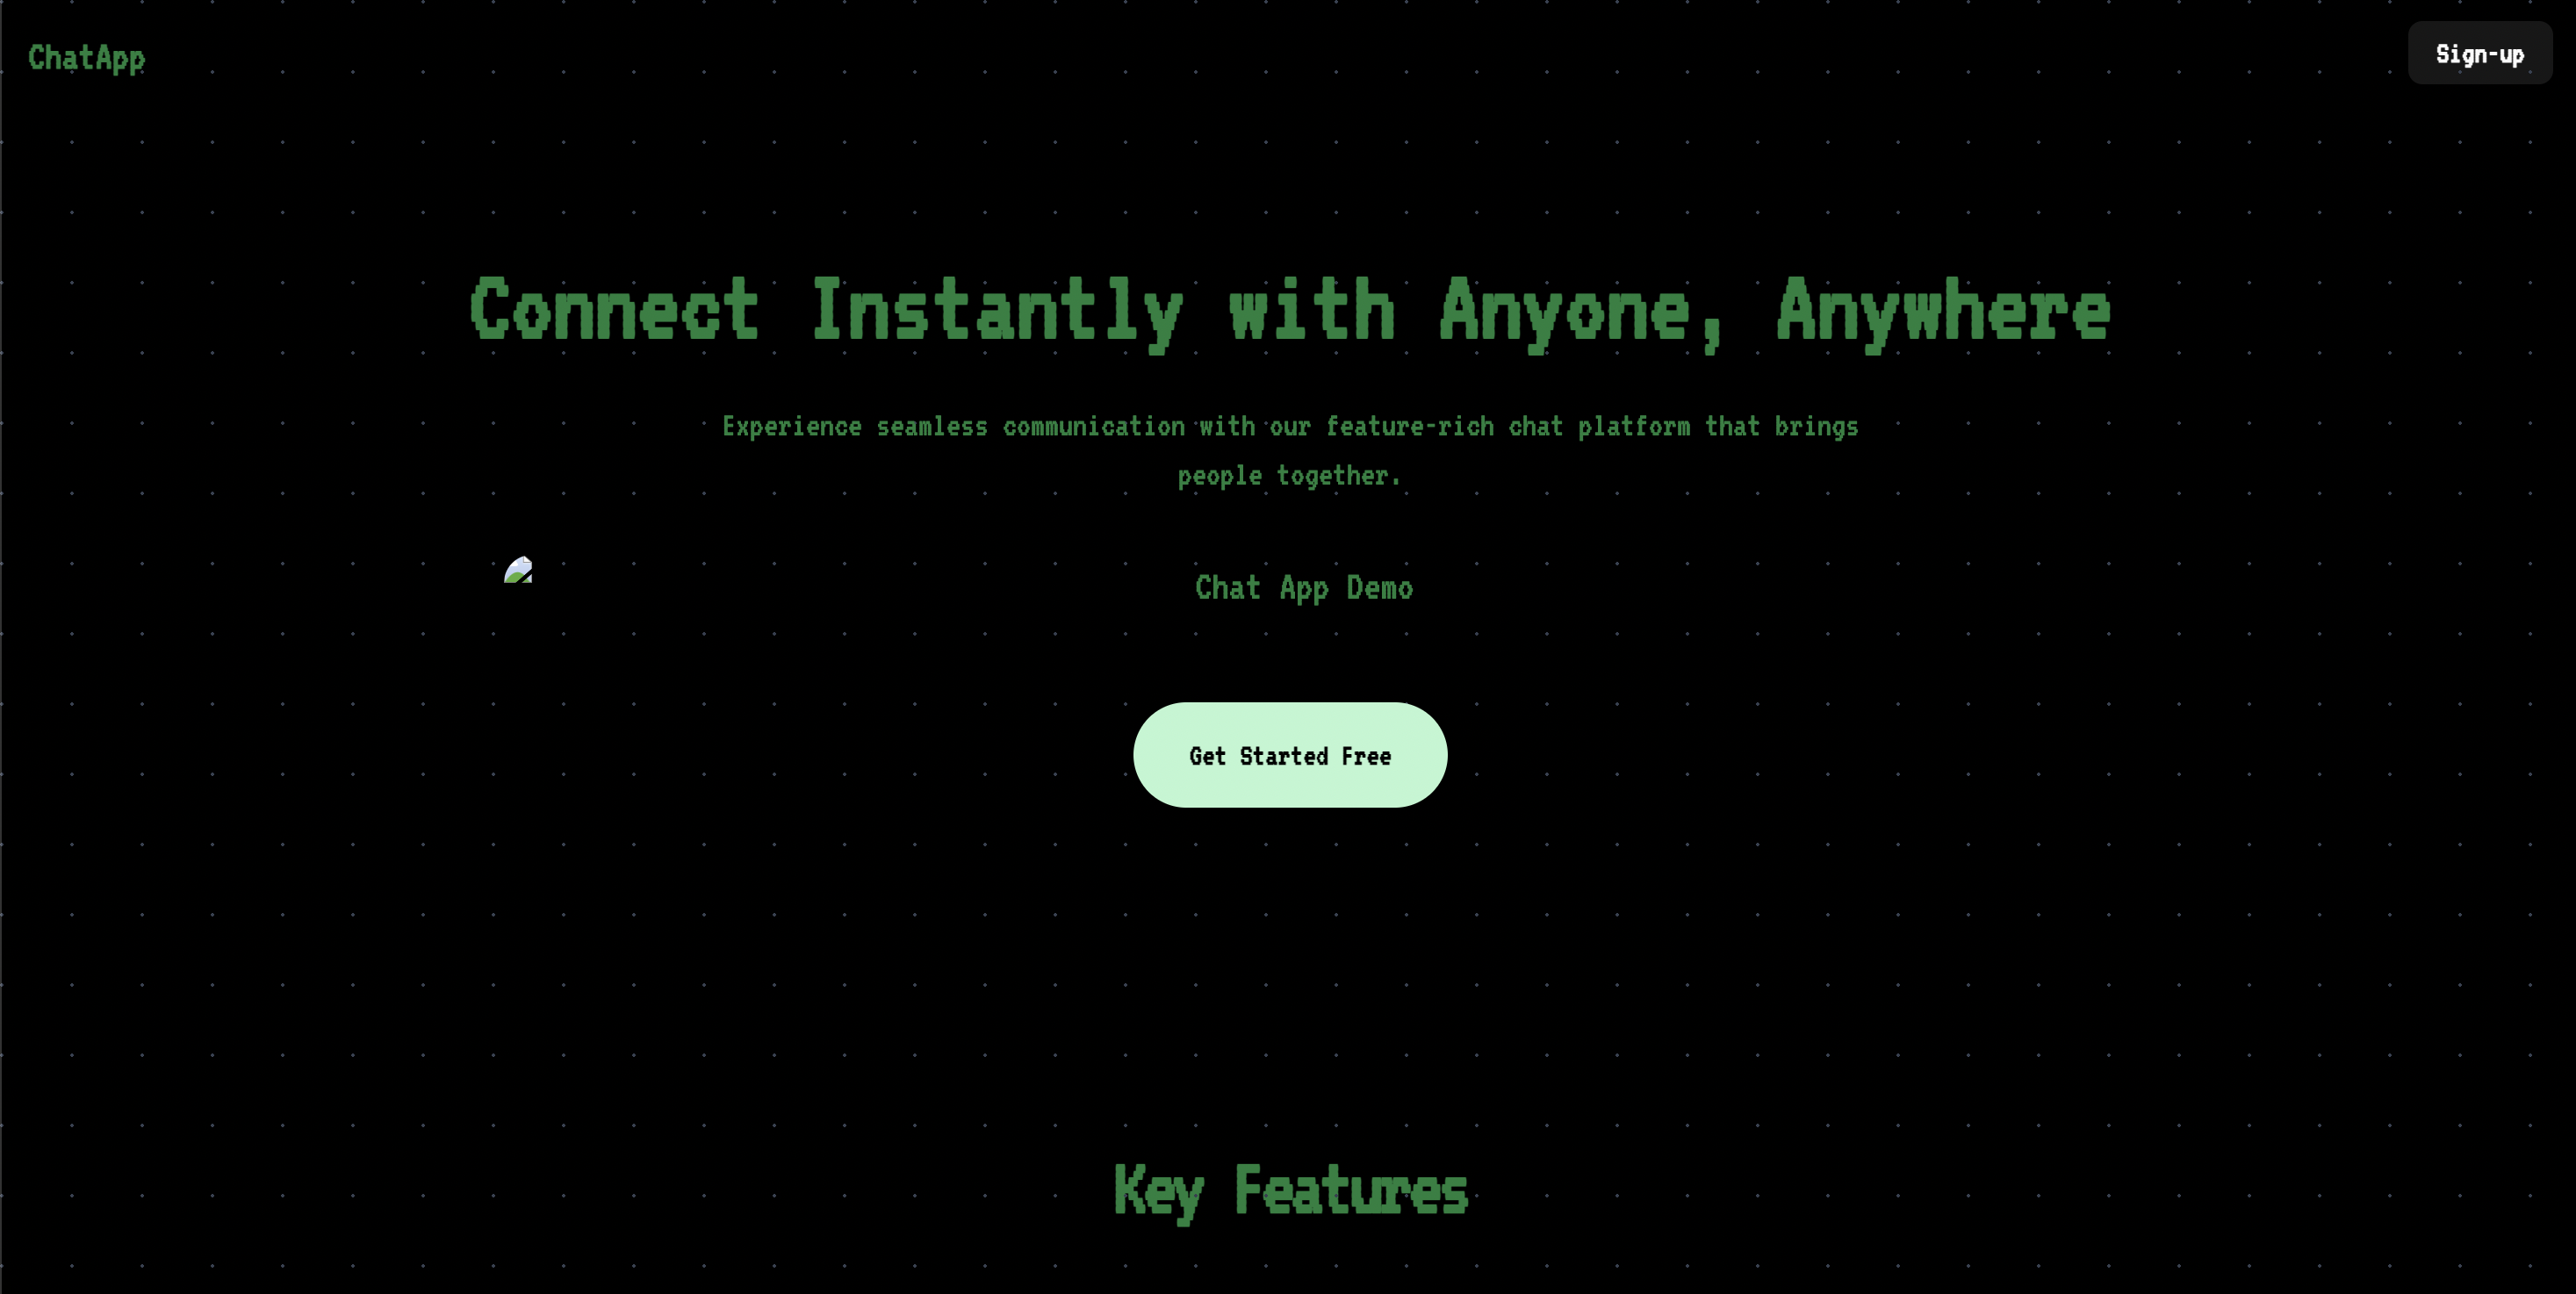 ChatApp
Sign-up
Connect Instantly with Anyone, Anywhere
Experience seamless communication with our feature-rich chat platform that brings
people together.
Chat App Demo
Get Started Free
Key Features